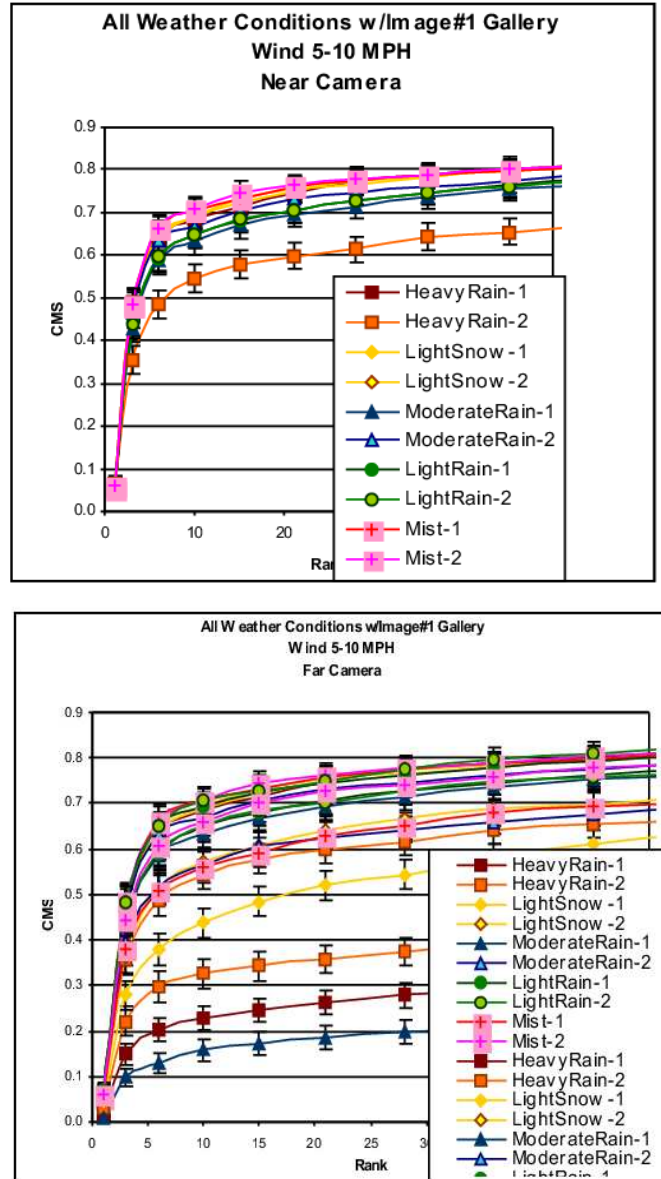 All Weather Conditions w/Image#1 Gallery
Wind 5-10 MPH
Near Camera
0.9
0.8
0.7
0.6
0.5
0.4
0.3
0.2
0.1
0.0
CMS
0
10
20
HeavyRain-1
HeavyRain-2
LightSnow-1
LightSnow-2
ModerateRain-1
ModerateRain-2
LightRain-1
LightRain-2
Mist-1
Mist-2
All Weather Conditions w/Image#1 Gallery
Wind 5-10 MPH
Far Camera
0.9
0.8
0.7
0.6
0.5
0.4
0.3
0.2
0.1
0.0
CMS
0
5
10
15
20
25
Rank
HeavyRain-1
HeavyRain-2
LightSnow-1
LightSnow-2
ModerateRain-1
ModerateRain-2
LightRain-1
LightRain-2
Mist-1
Mist-2
HeavyRain-1
HeavyRain-2
LightSnow-1
LightSnow-2
ModerateRain-1
ModerateRain-2
LightRain-1